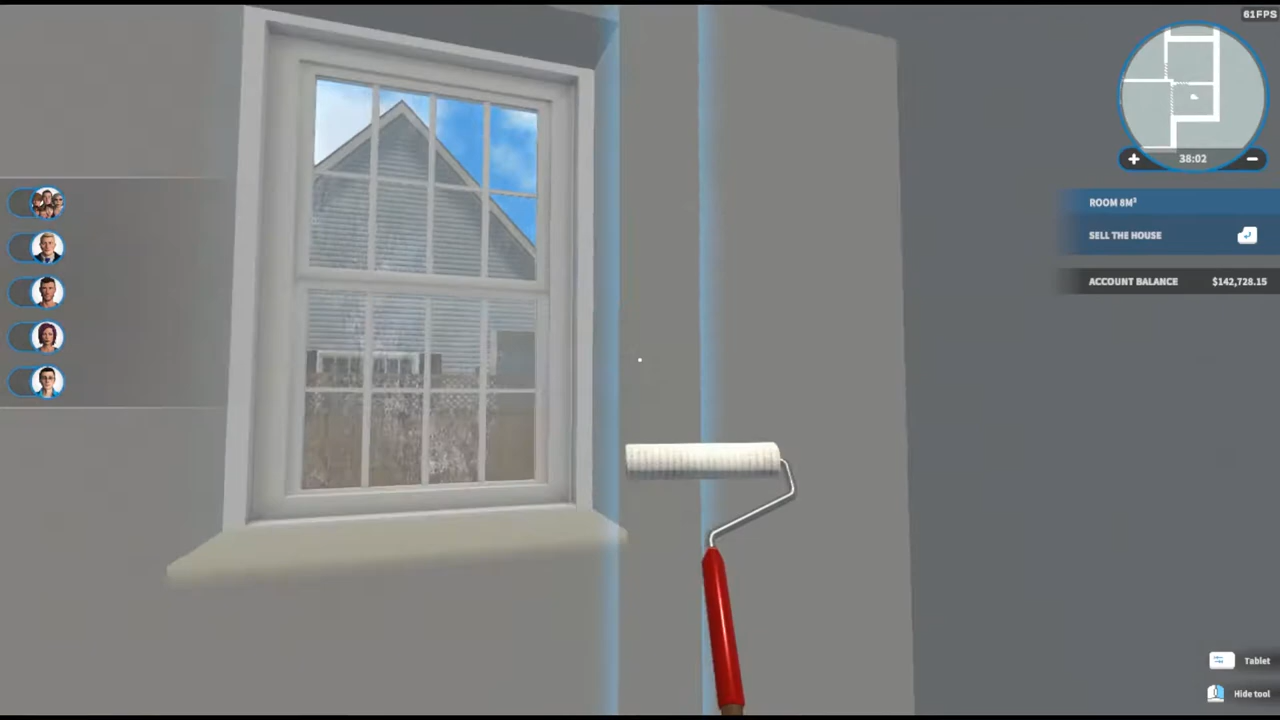 61FPS
38:02
ROOM 8M²
SELL THE HOUSE
ACCOUNT BALANCE $142,728.15
Tablet
Hide tool